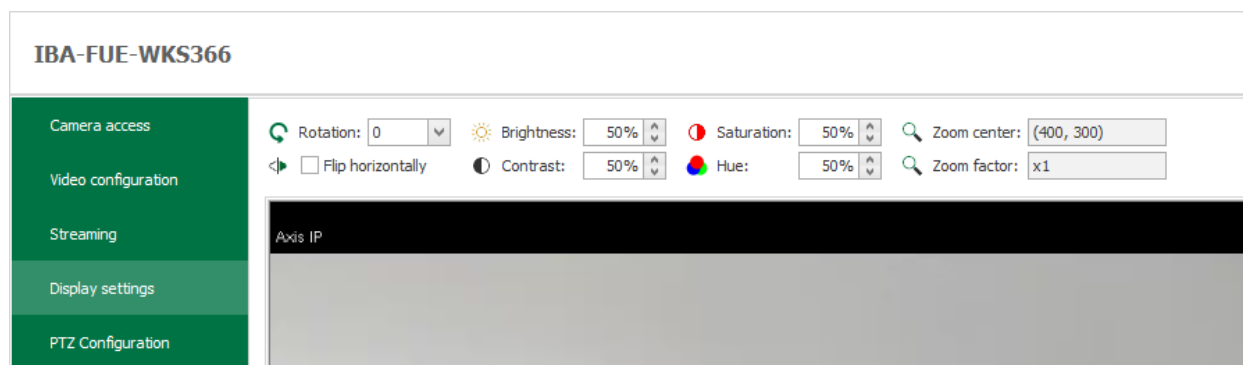 IBA-FUE-WKS366
Camera access
Video configuration
Streaming
Display settings
PTZ Configuration
Rotation: 0 Brightness: 50% Saturation: 50% Zoom center: (400, 300)
Flip horizontally Contrast: 50% Hue: 50% Zoom factor: x1
Axis IP